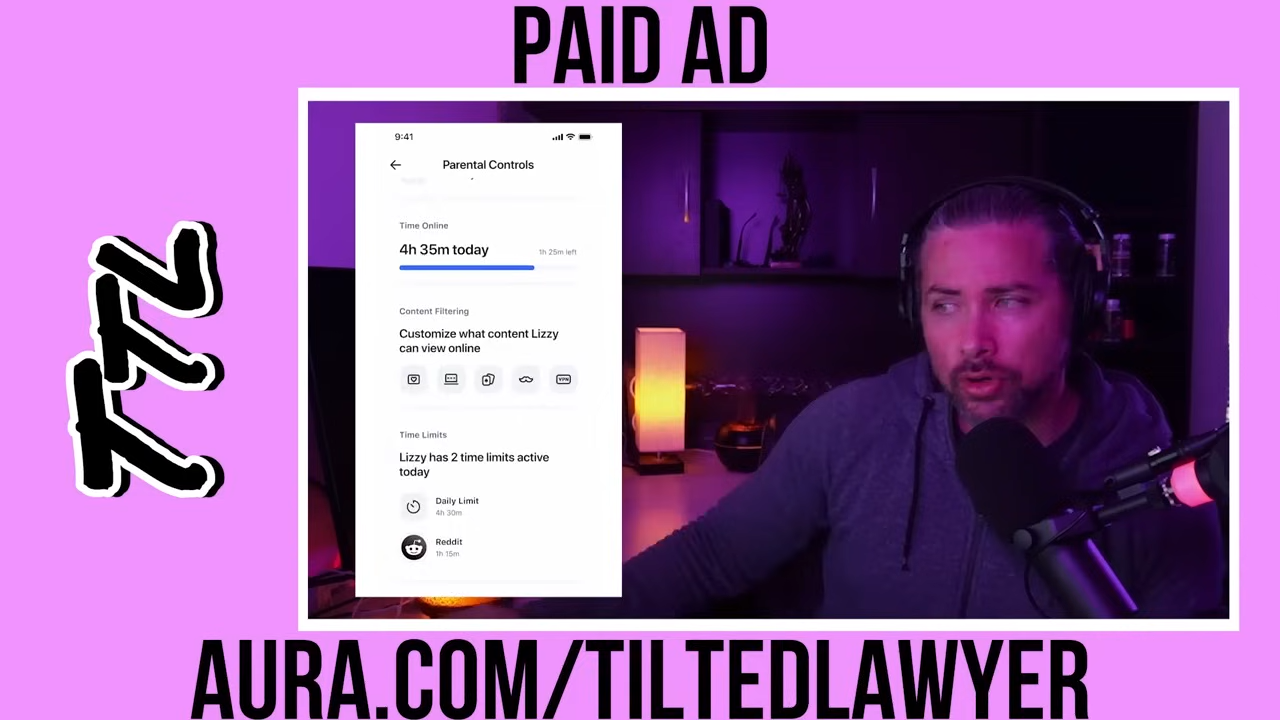 PAID AD
TTL
9:41
Parental Controls
Time Online
4h 35m today
1h 25m left
Content Filtering
Customize what content Lizzy
can view online
VPN
Time Limits
Lizzy has 2 time limits active
today
Daily Limit
4h 30m
Reddit
1h 15m
AURA.COM/TILTEDLAWYER